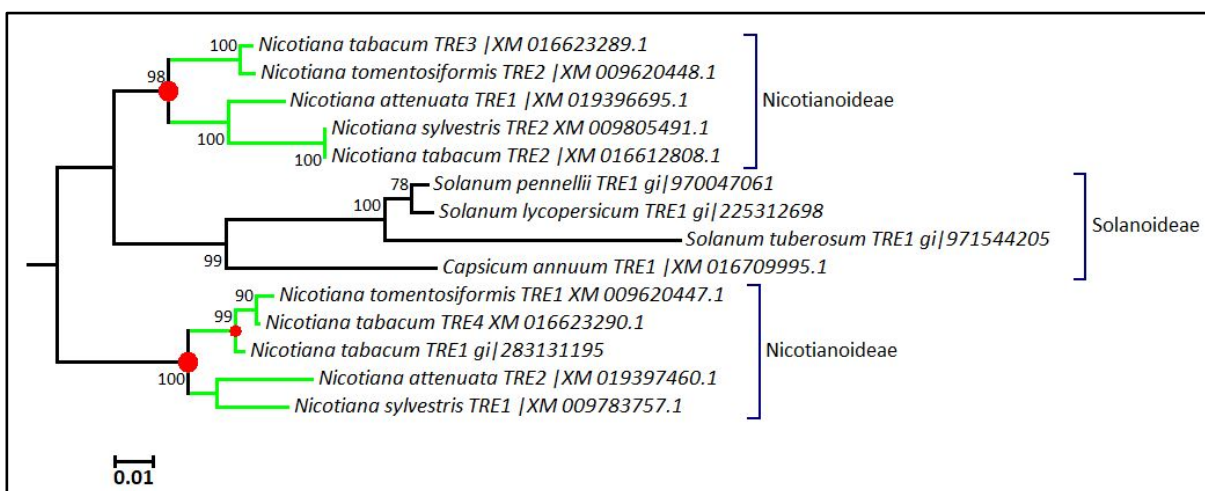 100
Nicotiana tabacum TRE3 |XM 016623289.1
98
Nicotiana tomentosiformis TRE2 |XM 009620448.1
Nicotiana attenuata TRE1 |XM 019396695.1
Nicotianoideae
100
Nicotiana sylvestris TRE2 XM 009805491.1
100
Nicotiana tabacum TRE2 |XM 016612808.1
78
Solanum pennellii TRE1 gi|970047061
100
Solanum lycopersicum TRE1 gi|225312698
Solanoideae
Solanum tuberosum TRE1 gi|971544205
99
Capsicum annuum TRE1 |XM 016709995.1
90
Nicotiana tomentosiformis TRE1 XM 009620447.1
99
Nicotiana tabacum TRE4 XM 016623290.1
Nicotiana tabacum TRE1 gi|283131195
Nicotianoideae
100
Nicotiana attenuata TRE2 |XM 019397460.1
Nicotiana sylvestris TRE1 |XM 009783757.1
0.01